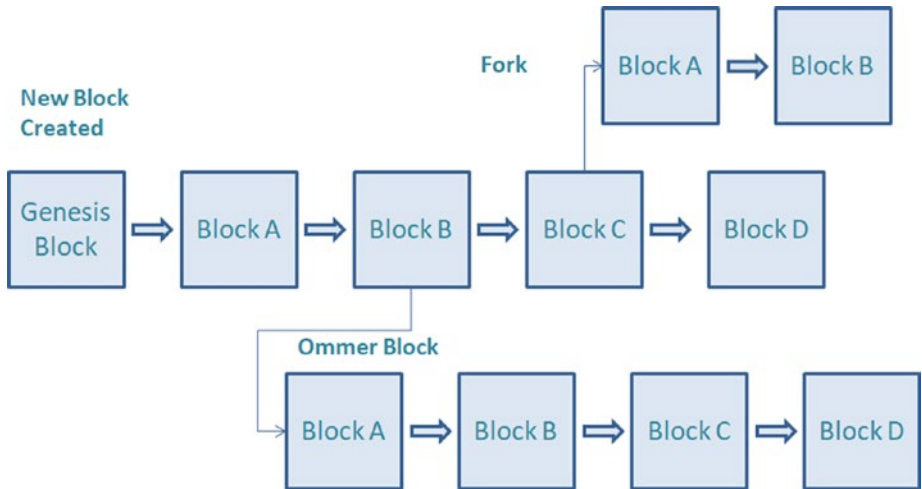 Fork
Block A
Block B
New Block
Created
Genesis
Block
Block A
Block B
Block C
Block D
Ommer Block
Block A
Block B
Block C
Block D